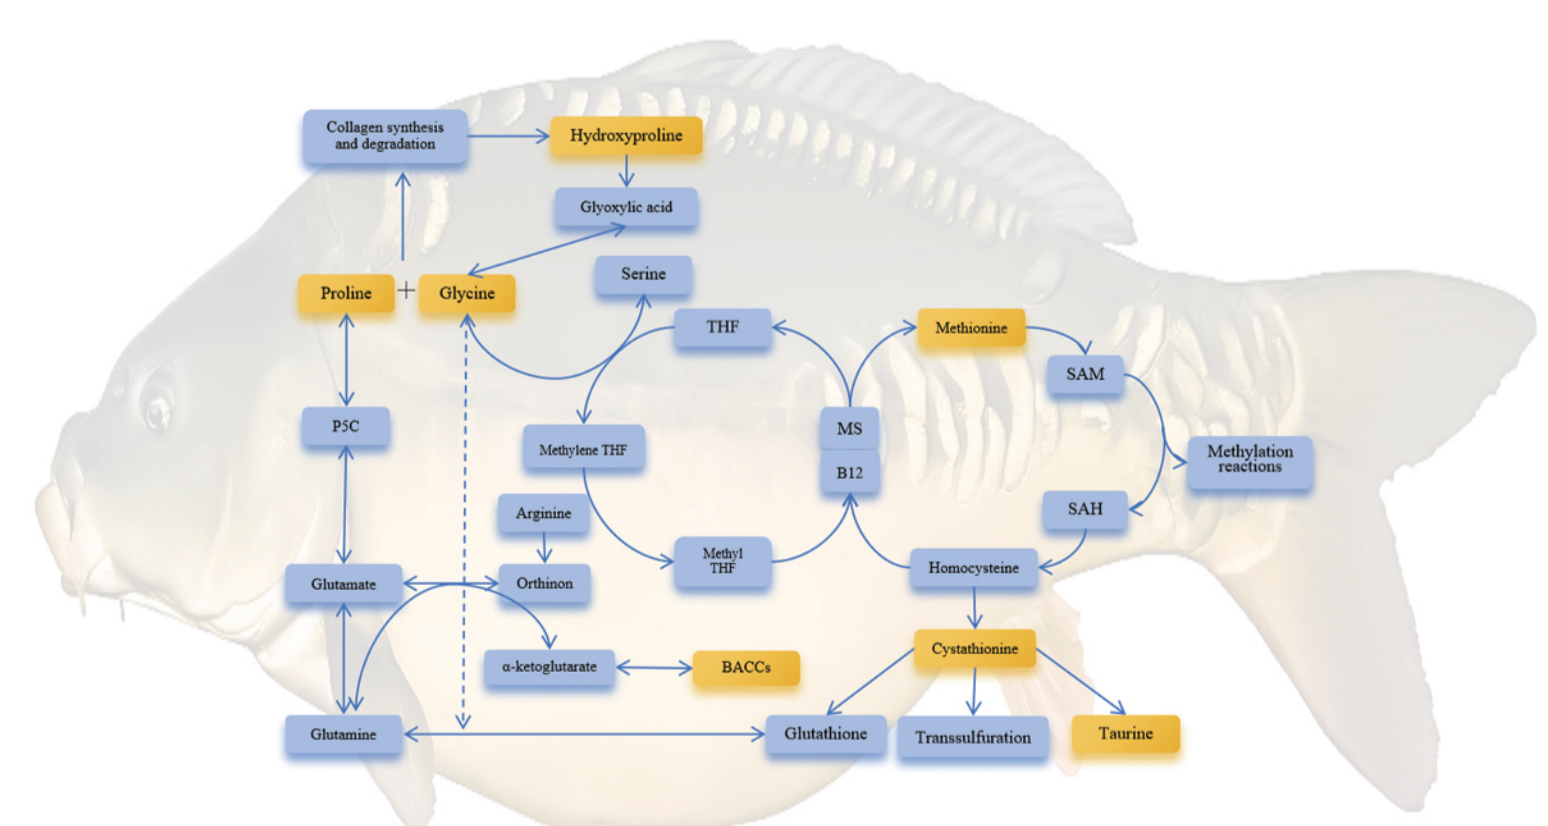 Collagen synthesis
and degradation
Hydroxyproline
Glyoxylic acid
Serine
Proline + Glycine
THF
Methionine
SAM
P5C
MS
Methylene THF
B12
Methylation
reactions
Arginine
SAH
Methyl
THF
Homocysteine
Glutamate
Orthinon
Cystathionine
α-ketoglutarate
BACCs
Glutamine
Glutathione
Transsulfuration
Taurine